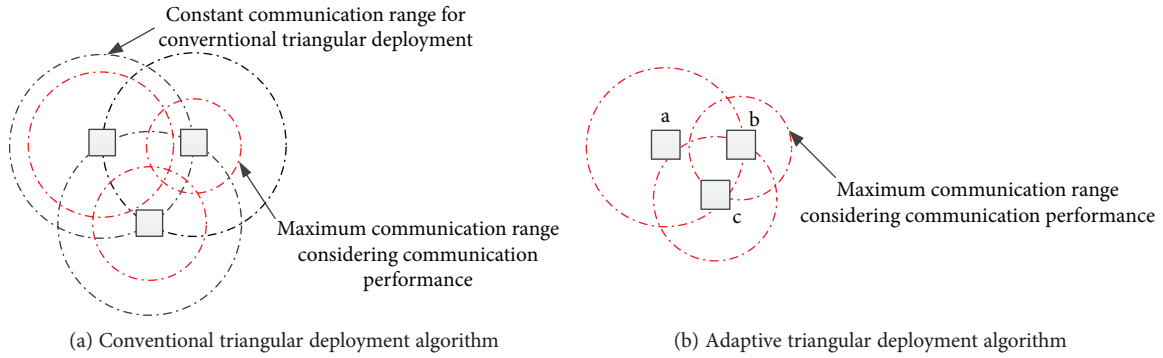 Constant communication range for
converntional triangular deployment
Maximum communication range
considering communication
performance
(a) Conventional triangular deployment algorithm
a
b
c
Maximum communication range
considering communication performance
(b) Adaptive triangular deployment algorithm